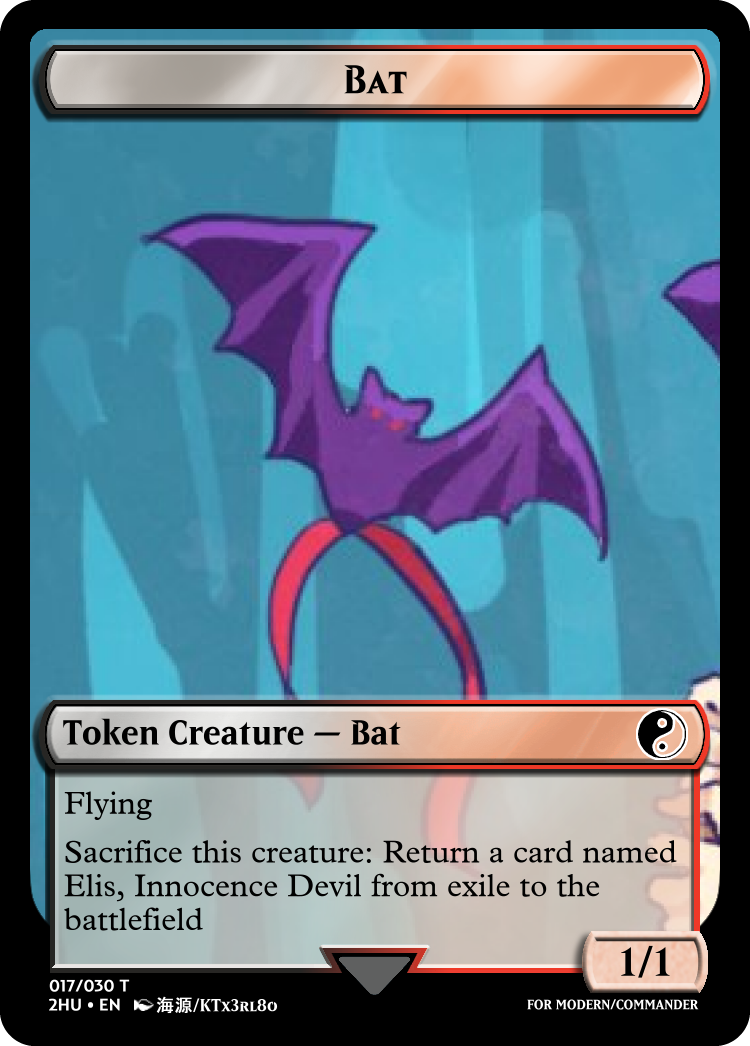 Bat
Token Creature — Bat
Flying
Sacrifice this creature: Return a card named
Elis, Innocence Devil from exile to the
battlefield
1/1
017/030 T
2HU • EN 海源/KTx3rl80
FOR MODERN/COMMANDER